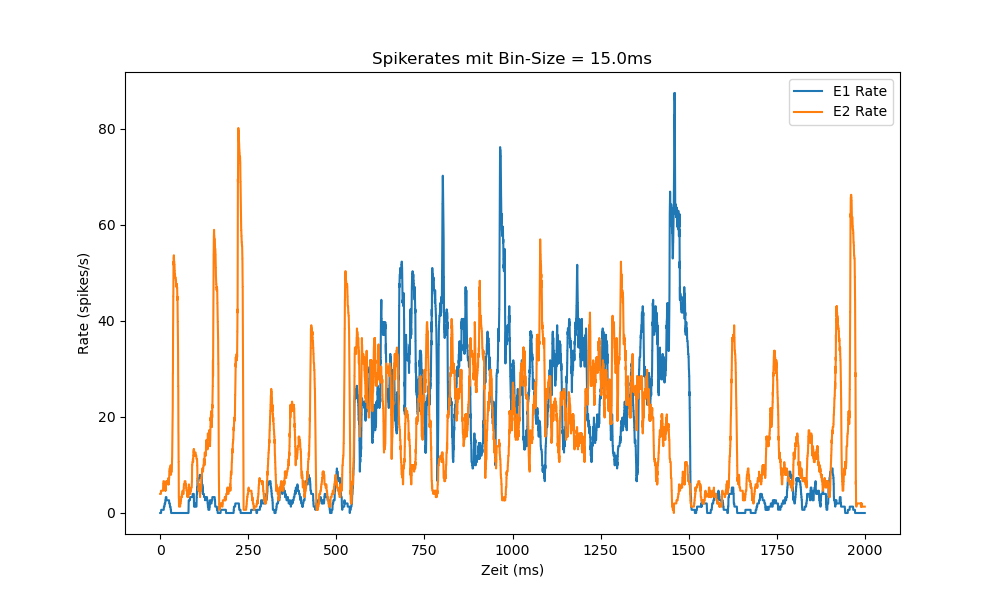 Spikerates mit Bin-Size = 15.0ms
E1 Rate
E2 Rate
Rate (spikes/s)
80
60
40
20
0
0 250 500 750 1000 1250 1500 1750 2000
Zeit (ms)